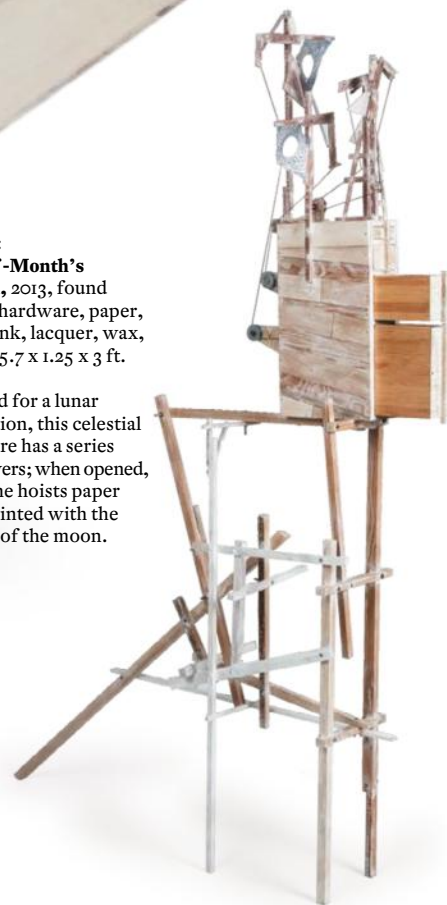 :
f-Month's
, 2013, found
hardware, paper,
nk, lacquer, wax,
5.7 x 1.25 x 3 ft.
d for a lunar
ion, this celestial
re has a series
vers; when opened,
ne hoists paper
inted with the
of the moon.